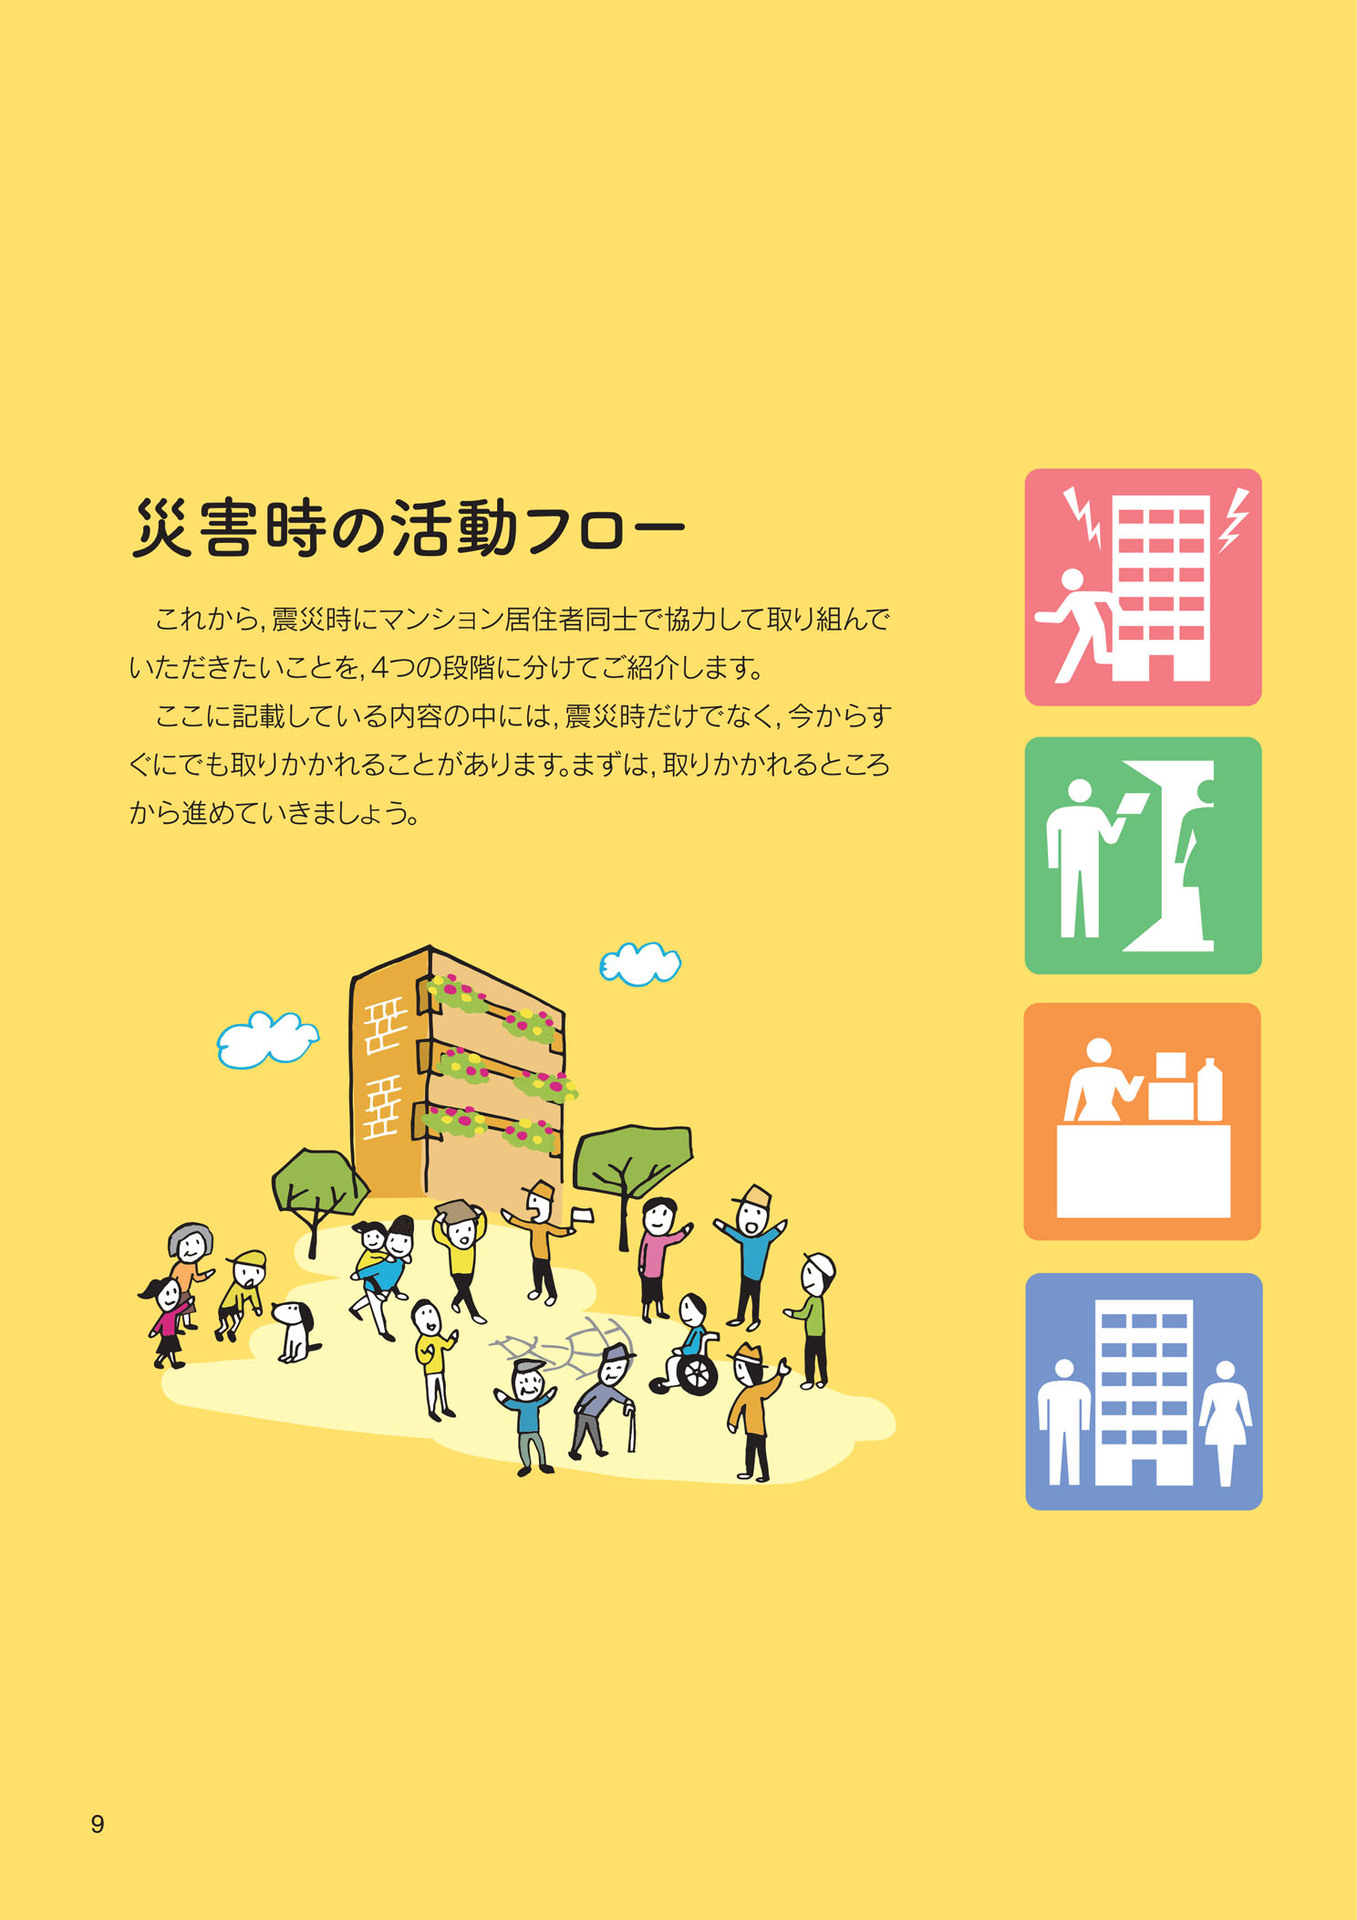 災害時の活動フロー
これから,震災時にマンション居住者同士で協力して取り組んで
いただきたいことを,4つの段階に分けてご紹介します。
ここに記載している内容の中には,震災時だけでなく,今からす
ぐにでも取りかかれることがあります。まずは,取りかかれるところ
から進めていきましょう。
9